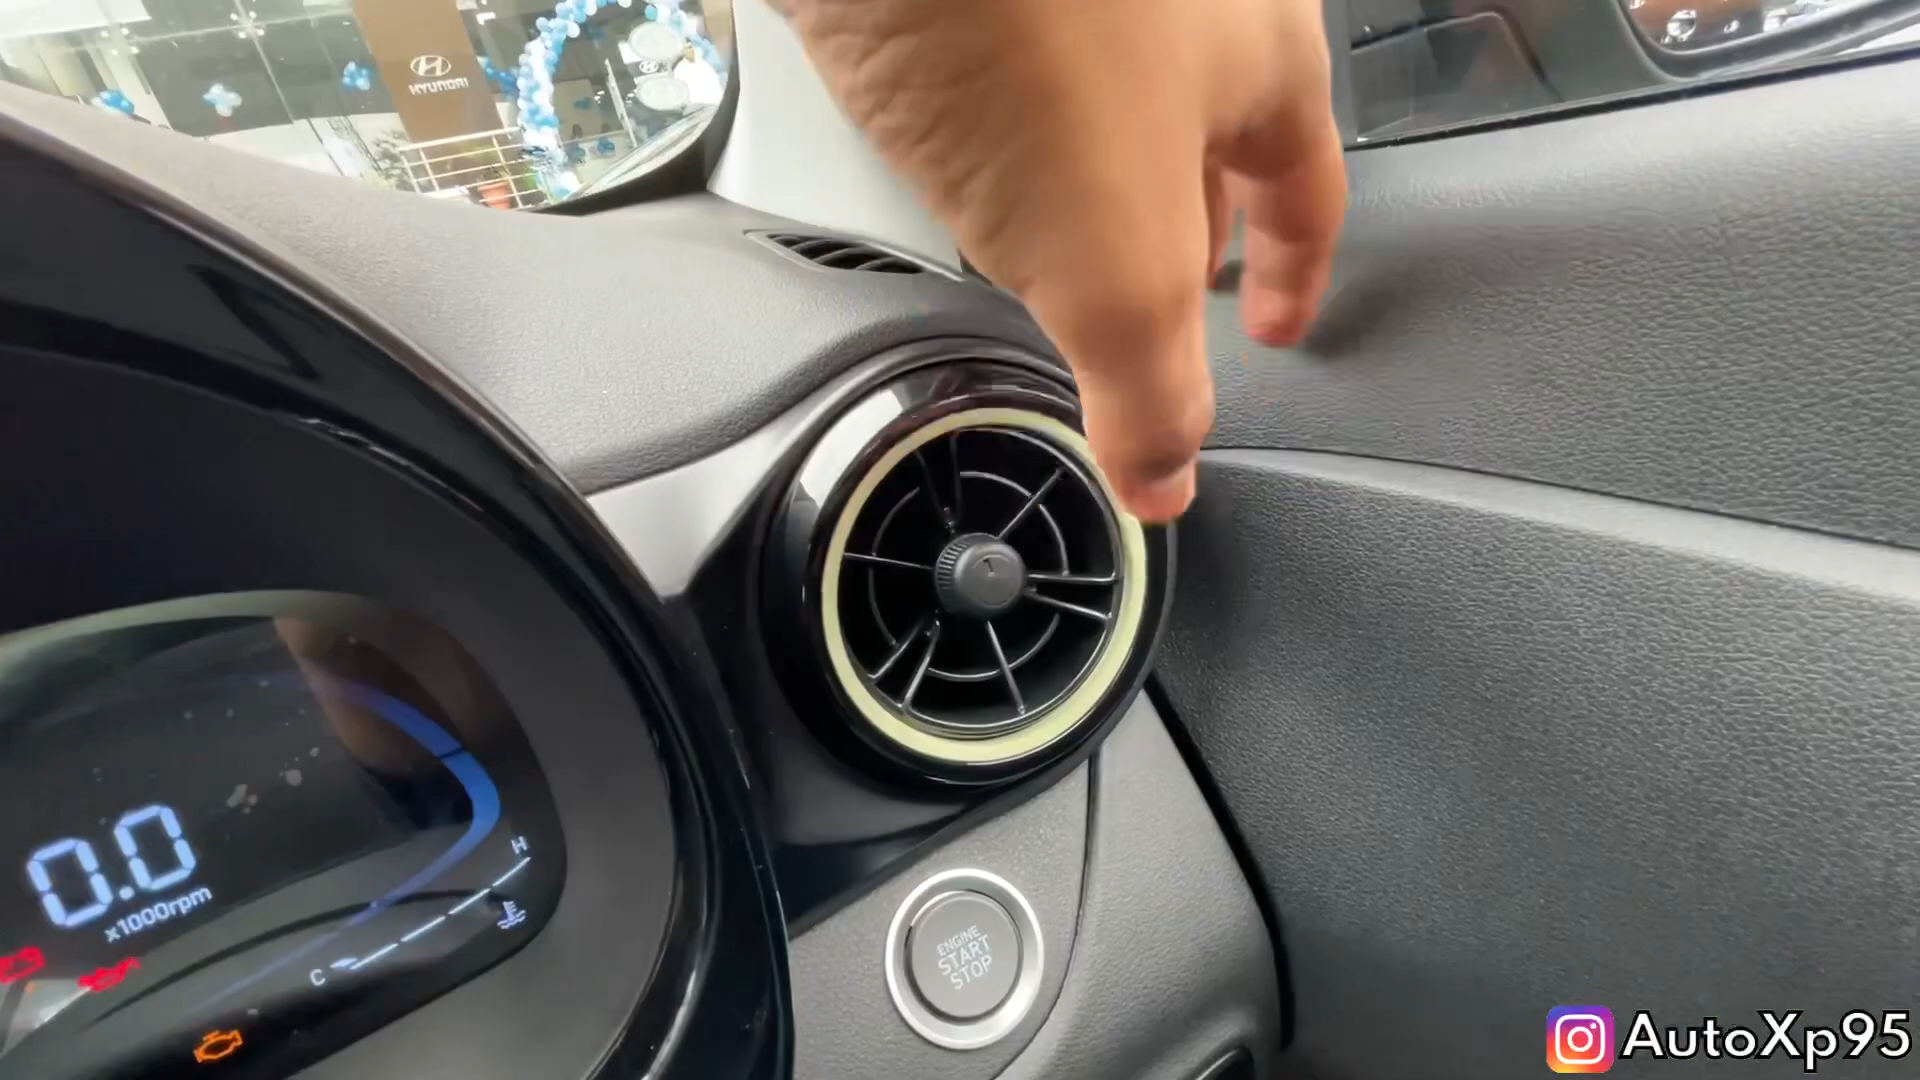 HYUNDAI
0.0
x1000rpm
H
C
ENGINE
START
STOP
AutoXp95